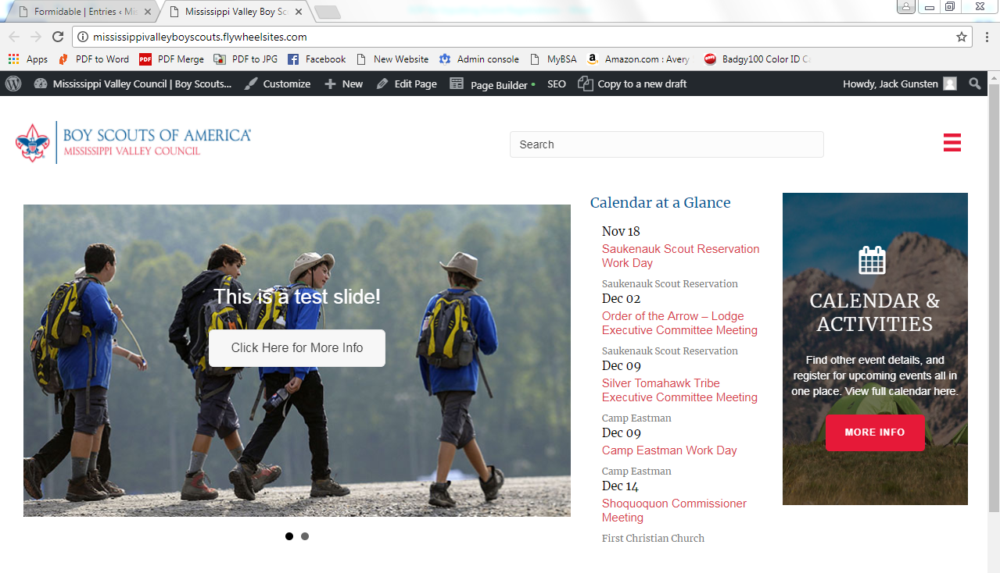 Formidable | Entries ‹ Mis
Mississippi Valley Boy Sc
mississippivalleyboyscouts.flywheelsites.com
Apps PDF to Word PDF PDF Merge PDF to JPG Facebook New Website Admin console MyBSA Amazon.com : Avery Badgy100 Color ID C
Mississippi Valley Council | Boy Scouts... Customize New Edit Page Page Builder • SEO Copy to a new draft Howdy, Jack Gunsten
BOY SCOUTS OF AMERICA®
MISSISSIPPI VALLEY COUNCIL
Search
This is a test slide!
Click Here for More Info
Calendar at a Glance
Nov 18
Saukenauk Scout Reservation
Work Day
Saukenauk Scout Reservation
Dec 02
Order of the Arrow – Lodge
Executive Committee Meeting
Saukenauk Scout Reservation
Dec 09
Silver Tomahawk Tribe
Executive Committee Meeting
Camp Eastman
Dec 09
Camp Eastman Work Day
Camp Eastman
Dec 14
Shoquoquon Commissioner
Meeting
First Christian Church
CALENDAR &
ACTIVITIES
Find other event details, and
register for upcoming events all in
one place. View full calendar here.
MORE INFO